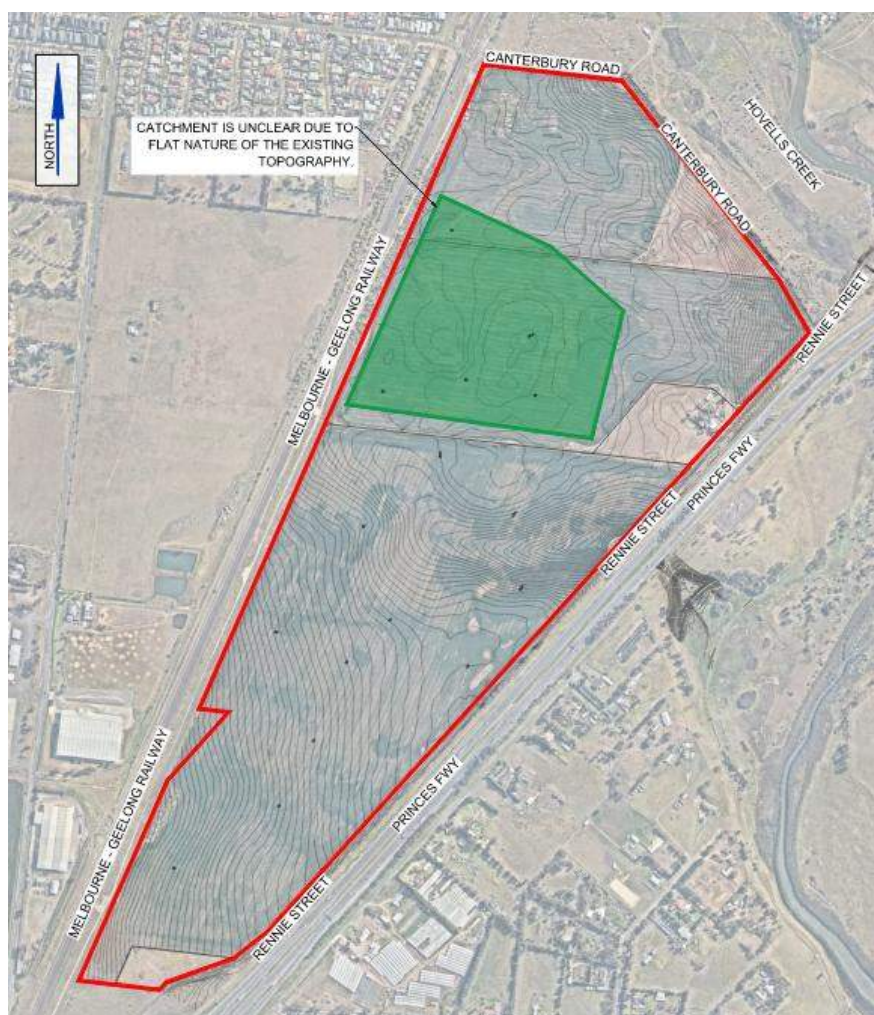 CANTERBURY ROAD
NORTH
HOVELLS CREEK
CATCHMENT IS UNCLEAR DUE TO
FLAT NATURE OF THE EXISTING
TOPOGRAPHY.
CANTERBURY ROAD
MELBOURNE - GEELONG RAILWAY
RENNIE STREET
PRINCES FWY
RENNIE STREET
MELBOURNE - GEELONG RAILWAY
PRINCES FWY
RENNIE STREET